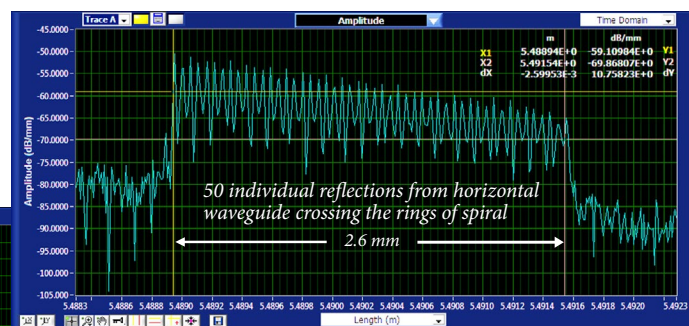 Trace A
Amplitude
Time Domain
-45.0000
-50.0000
-55.0000
-60.0000
-65.0000
-70.0000
-75.0000
-80.0000
-85.0000
-90.0000
-95.0000
-100.000
-105.000
Amplitude (dB/mm)
m dB/mm
X1 5.48894E+0 59.10984E+0 Y1
X2 5.49154E+0 -69.86807E+0 Y2
dX -2.59953E-3 10.75823E+0 dY
50 individual reflections from horizontal
waveguide crossing the rings of spiral
2.6 mm
5.4883 5.4886 5.4888 5.4890 5.4892 5.4894 5.4896 5.4898 5.4900 5.4902 5.4904 5.4906 5.4908 5.4910 5.4912 5.4914 5.4916 5.4918 5.4920 5.4923
Length (m)